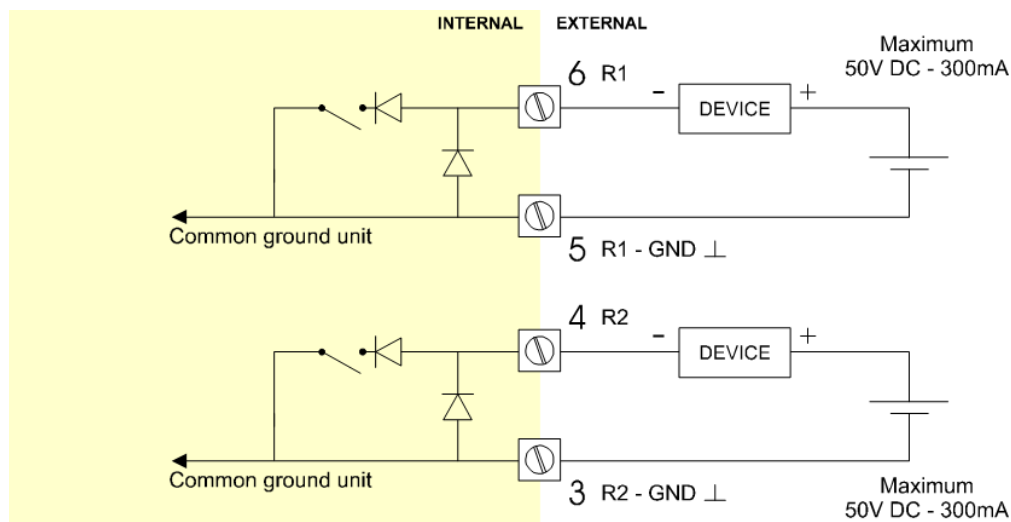 INTERNAL EXTERNAL
Maximum
50V DC - 300mA
6 R1 - DEVICE +
Common ground unit
5 R1 - GND ⊥
4 R2 - DEVICE +
Common ground unit
3 R2 - GND ⊥
Maximum
50V DC - 300mA